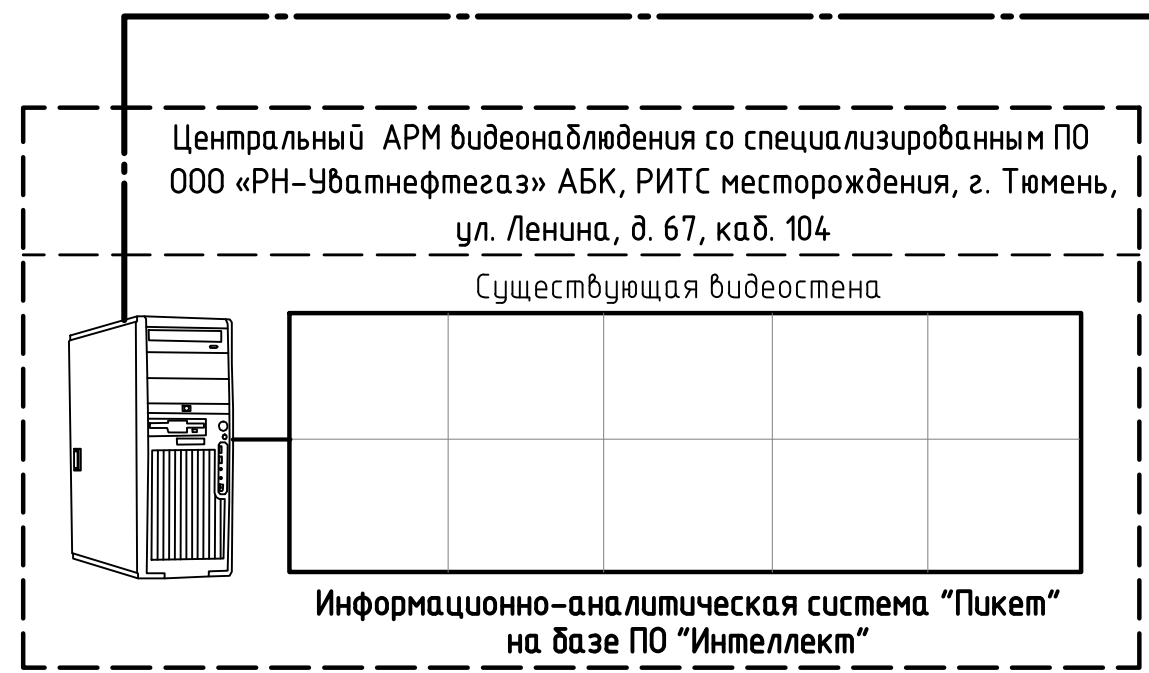 Центральный АРМ видеонаблюдения со специализированным ПО
ООО «РН-Уватнефтегаз» АБК, РИТС месторождения, г. Тюмень,
ул. Ленина, д. 67, каб. 104
Существующая видеостена
Информационно-аналитическая система "Пикет"
на базе ПО "Интеллект"